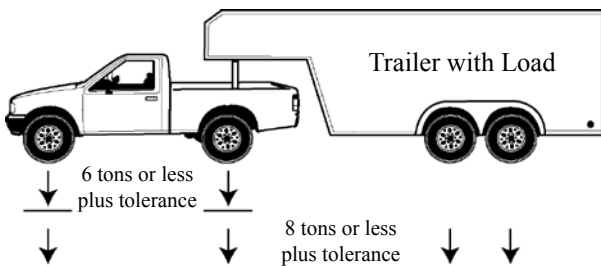 Trailer with Load
6 tons or less
plus tolerance
8 tons or less
plus tolerance